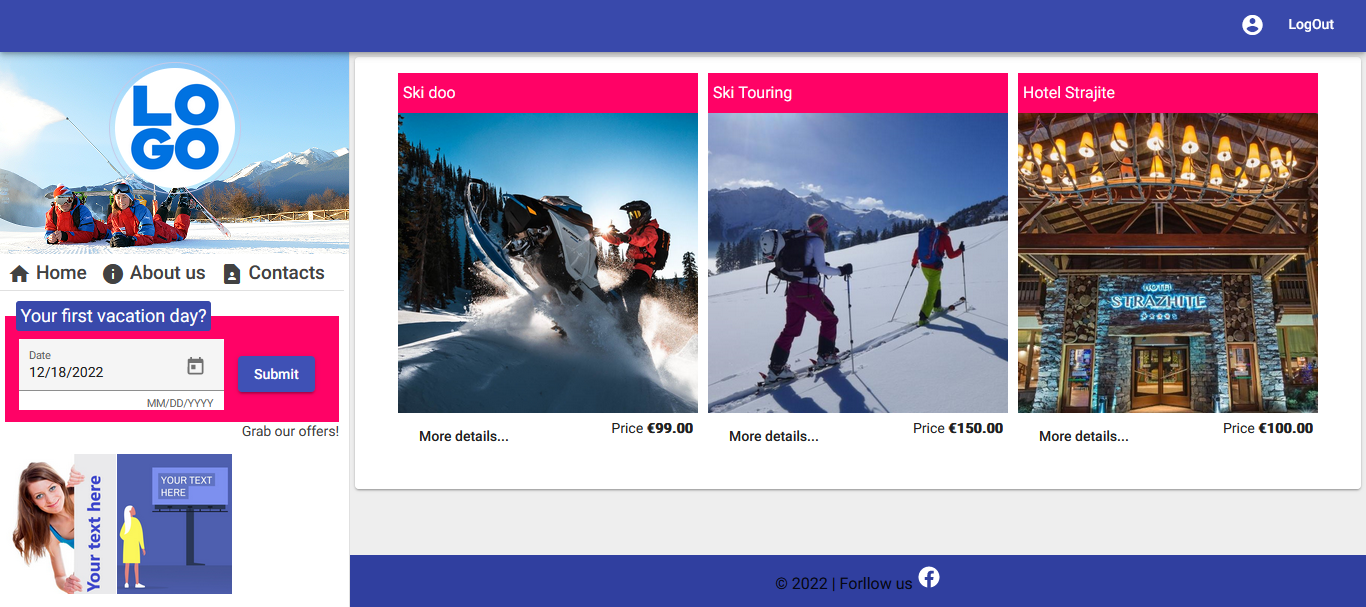 LogOut
LO
GO
Home
About us
Contacts
Your first vacation day?
Date
12/18/2022
MM/DD/YYYY
Submit
Grab our offers!
Your text here
YOUR TEXT
HERE
Ski doo
More details...
Price €99.00
Ski Touring
More details...
Price €150.00
Hotel Strajite
HOTEL
STRAZHITE
More details...
Price €100.00
© 2022 | Forllow us